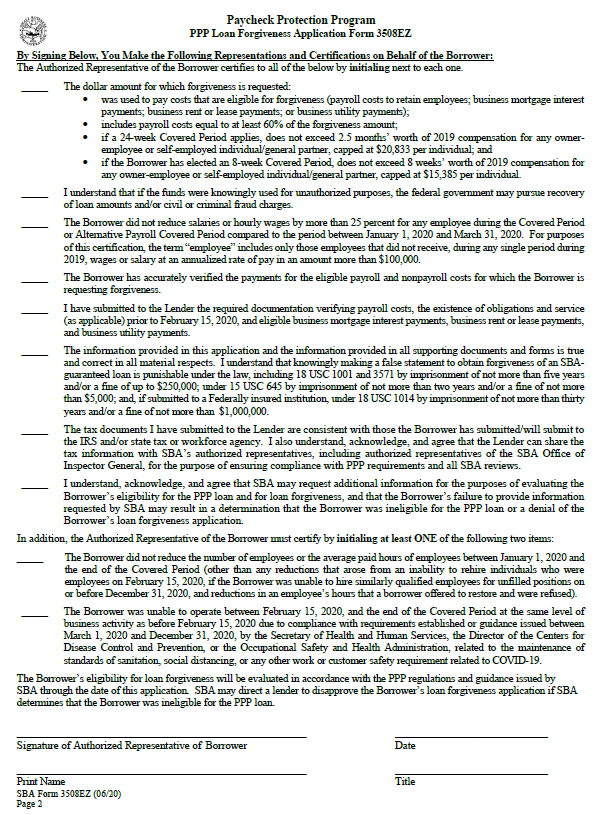 Paycheck Protection Program
PPP Loan Forgiveness Application Form 3508EZ
By Signing Below, You Make the Following Representations and Certifications on Behalf of the Borrower:
The Authorized Representative of the Borrower certifies to all of the below by initialing next to each one.
_____ The dollar amount for which forgiveness is requested:
• was used to pay costs that are eligible for forgiveness (payroll costs to retain employees; business mortgage interest
payments; business rent or lease payments; or business utility payments);
• includes payroll costs equal to at least 60% of the forgiveness amount;
• if a 24-week Covered Period applies, does not exceed 2.5 months’ worth of 2019 compensation for any owner-
employee or self-employed individual/general partner, capped at $20,833 per individual; and
• if the Borrower has elected an 8-week Covered Period, does not exceed 8 weeks’ worth of 2019 compensation for
any owner-employee or self-employed individual/general partner, capped at $15,385 per individual.
_____ I understand that if the funds were knowingly used for unauthorized purposes, the federal government may pursue recovery
of loan amounts and/or civil or criminal fraud charges.
_____ The Borrower did not reduce salaries or hourly wages by more than 25 percent for any employee during the Covered Period
or Alternative Payroll Covered Period compared to the period between January 1, 2020 and March 31, 2020. For purposes
of this certification, the term “employee” includes only those employees that did not receive, during any single period during
2019, wages or salary at an annualized rate of pay in an amount more than $100,000.
_____ The Borrower has accurately verified the payments for the eligible payroll and nonpayroll costs for which the Borrower is
requesting forgiveness.
_____ I have submitted to the Lender the required documentation verifying payroll costs, the existence of obligations and service
(as applicable) prior to February 15, 2020, and eligible business mortgage interest payments, business rent or lease payments,
and business utility payments.
_____ The information provided in this application and the information provided in all supporting documents and forms is true
and correct in all material respects. I understand that knowingly making a false statement to obtain forgiveness of an SBA-
guaranteed loan is punishable under the law, including 18 USC 1001 and 3571 by imprisonment of not more than five years
and/or a fine of up to $250,000; under 15 USC 645 by imprisonment of not more than two years and/or a fine of not more
than $5,000; and, if submitted to a Federally insured institution, under 18 USC 1014 by imprisonment of not more than thirty
years and/or a fine of not more than $1,000,000.
_____ The tax documents I have submitted to the Lender are consistent with those the Borrower has submitted/will submit to
the IRS and/or state tax or workforce agency. I also understand, acknowledge, and agree that the Lender can share the
tax information with SBA’s authorized representatives, including authorized representatives of the SBA Office of
Inspector General, for the purpose of ensuring compliance with PPP requirements and all SBA reviews.
_____ I understand, acknowledge, and agree that SBA may request additional information for the purposes of evaluating the
Borrower’s eligibility for the PPP loan and for loan forgiveness, and that the Borrower’s failure to provide information
requested by SBA may result in a determination that the Borrower was ineligible for the PPP loan or a denial of the
Borrower’s loan forgiveness application.
In addition, the Authorized Representative of the Borrower must certify by initialing at least ONE of the following two items:
_____ The Borrower did not reduce the number of employees or the average paid hours of employees between January 1, 2020 and
the end of the Covered Period (other than any reductions that arose from an inability to rehire individuals who were
employees on February 15, 2020, if the Borrower was unable to hire similarly qualified employees for unfilled positions on
or before December 31, 2020, and reductions in an employee’s hours that a borrower offered to restore and were refused).
_____ The Borrower was unable to operate between February 15, 2020, and the end of the Covered Period at the same level of
business activity as before February 15, 2020 due to compliance with requirements established or guidance issued between
March 1, 2020 and December 31, 2020, by the Secretary of Health and Human Services, the Director of the Centers for
Disease Control and Prevention, or the Occupational Safety and Health Administration, related to the maintenance of
standards of sanitation, social distancing, or any other work or customer safety requirement related to COVID-19.
The Borrower’s eligibility for loan forgiveness will be evaluated in accordance with the PPP regulations and guidance issued by
SBA through the date of this application. SBA may direct a lender to disapprove the Borrower’s loan forgiveness application if SBA
determines that the Borrower was ineligible for the PPP loan.
Signature of Authorized Representative of Borrower Date
Print Name Title
SBA Form 3508EZ (06/20)
Page 2